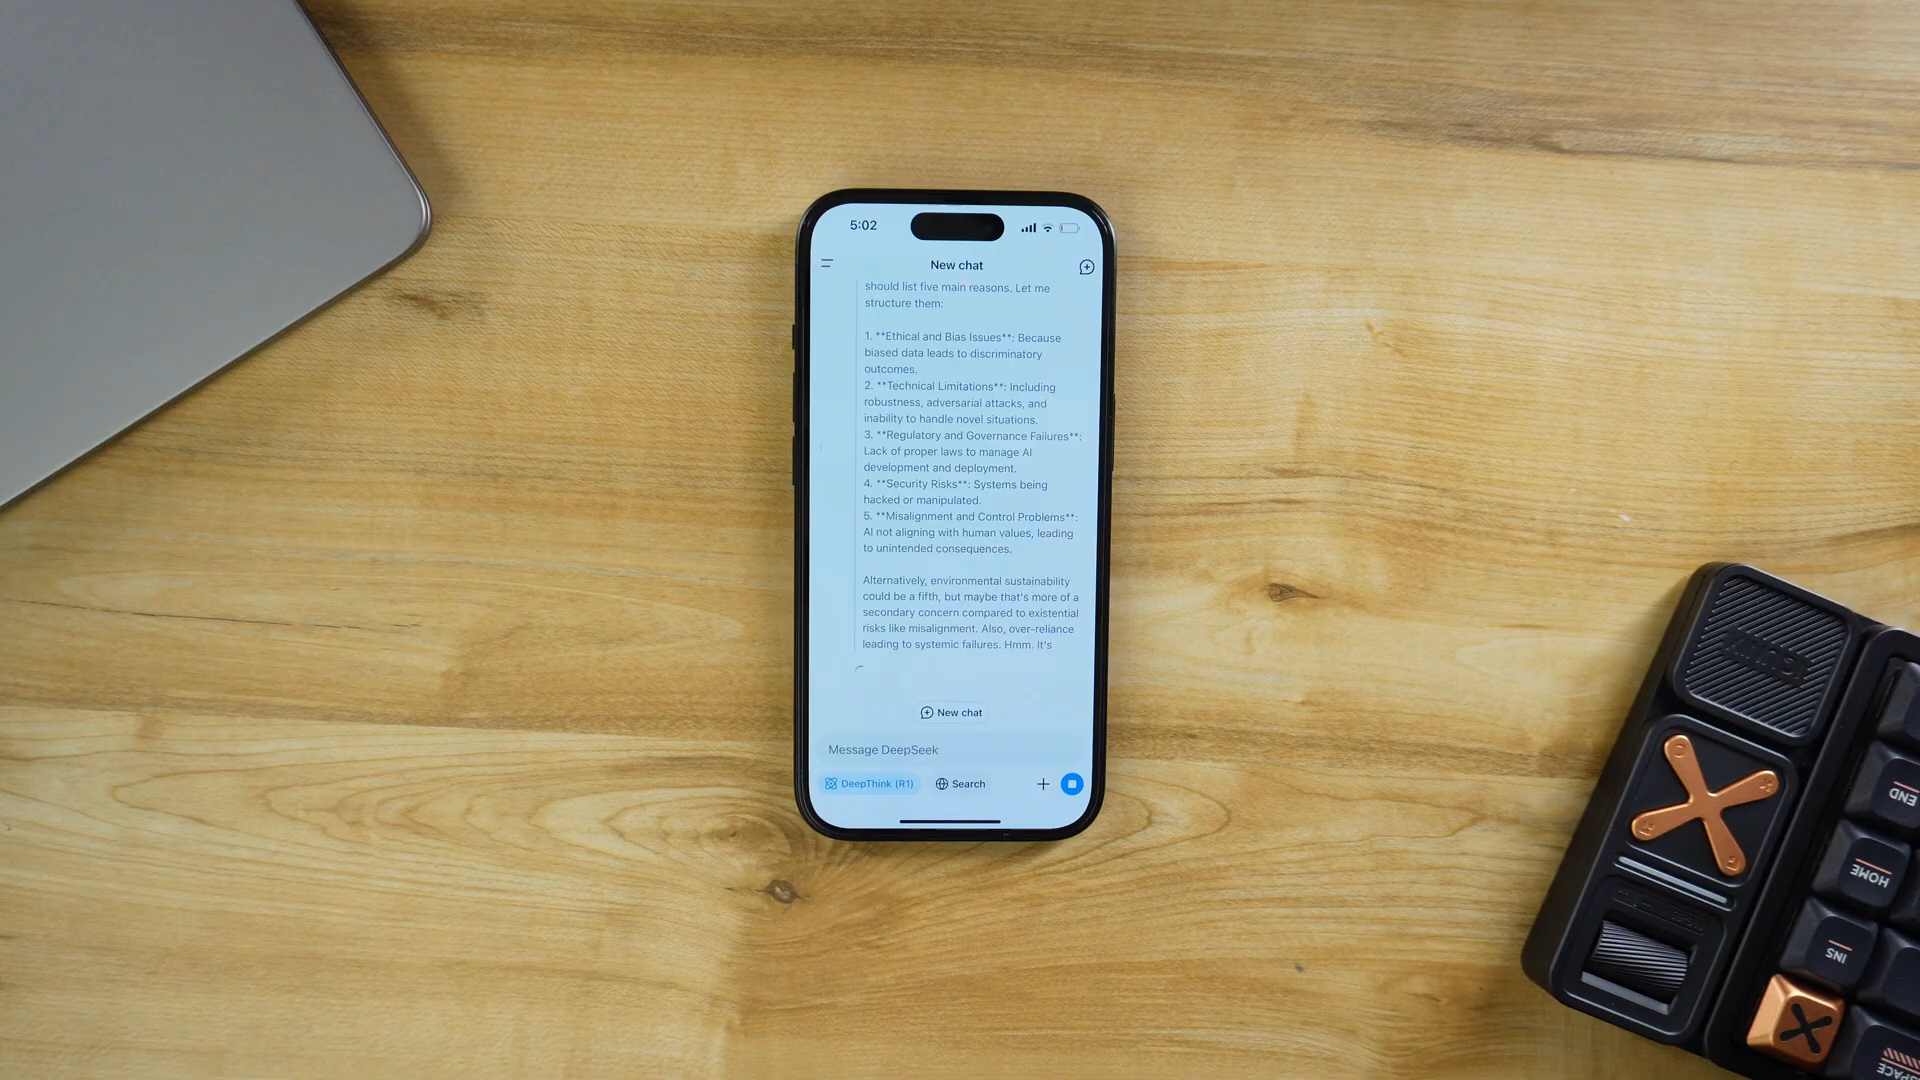 5:02
New chat
should list five main reasons. Let me
structure them:
1. **Ethical and Bias Issues**: Because
biased data leads to discriminatory
outcomes.
2. **Technical Limitations**: Including
robustness, adversarial attacks, and
inability to handle novel situations.
3. **Regulatory and Governance Failures**:
Lack of proper laws to manage AI
development and deployment.
4. **Security Risks**: Systems being
hacked or manipulated.
5. **Misalignment and Control Problems**:
AI not aligning with human values, leading
to unintended consequences.
Alternatively, environmental sustainability
could be a fifth, but maybe that's more of a
secondary concern compared to existential
risks like misalignment. Also, over-reliance
leading to systemic failures. Hmm. It's
New chat
Message DeepSeek
DeepThink (R1)
Search
END
HOME
INS